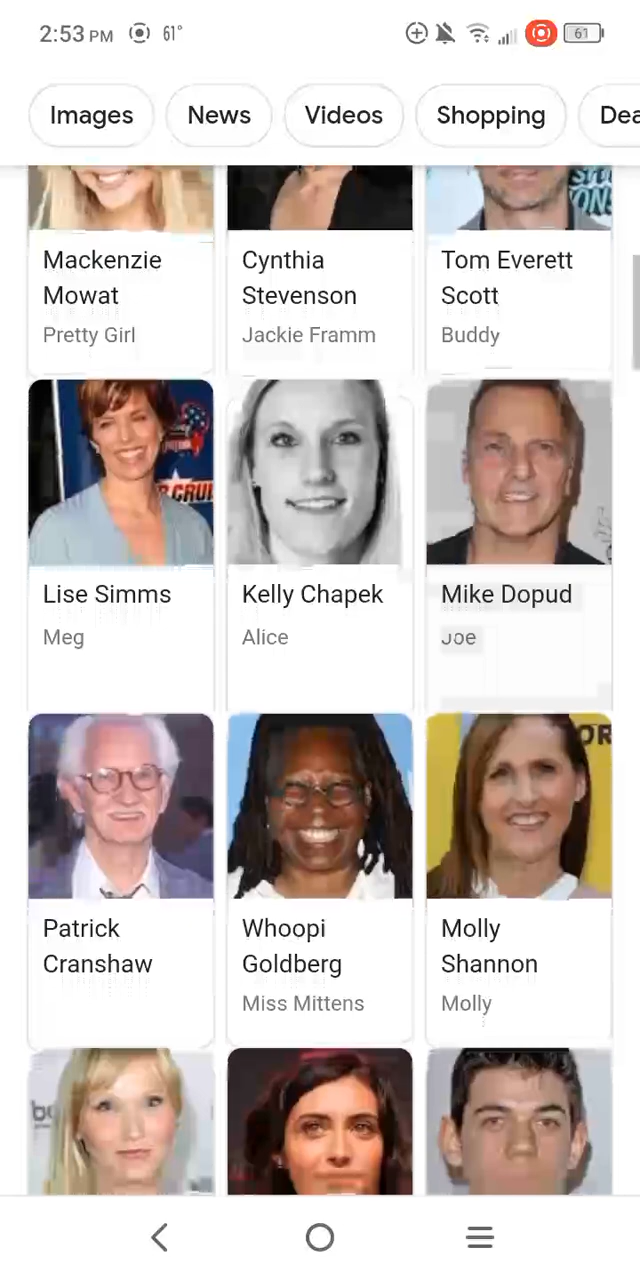 2:53 PM 61° 61
Images News Videos Shopping Dea
Mackenzie Mowat
Pretty Girl
Cynthia Stevenson
Jackie Framm
Tom Everett Scott
Buddy
Lise Simms
Meg
Kelly Chapek
Alice
Mike Dopud
Joe
Patrick Cranshaw
Whoopi Goldberg
Miss Mittens
Molly Shannon
Molly